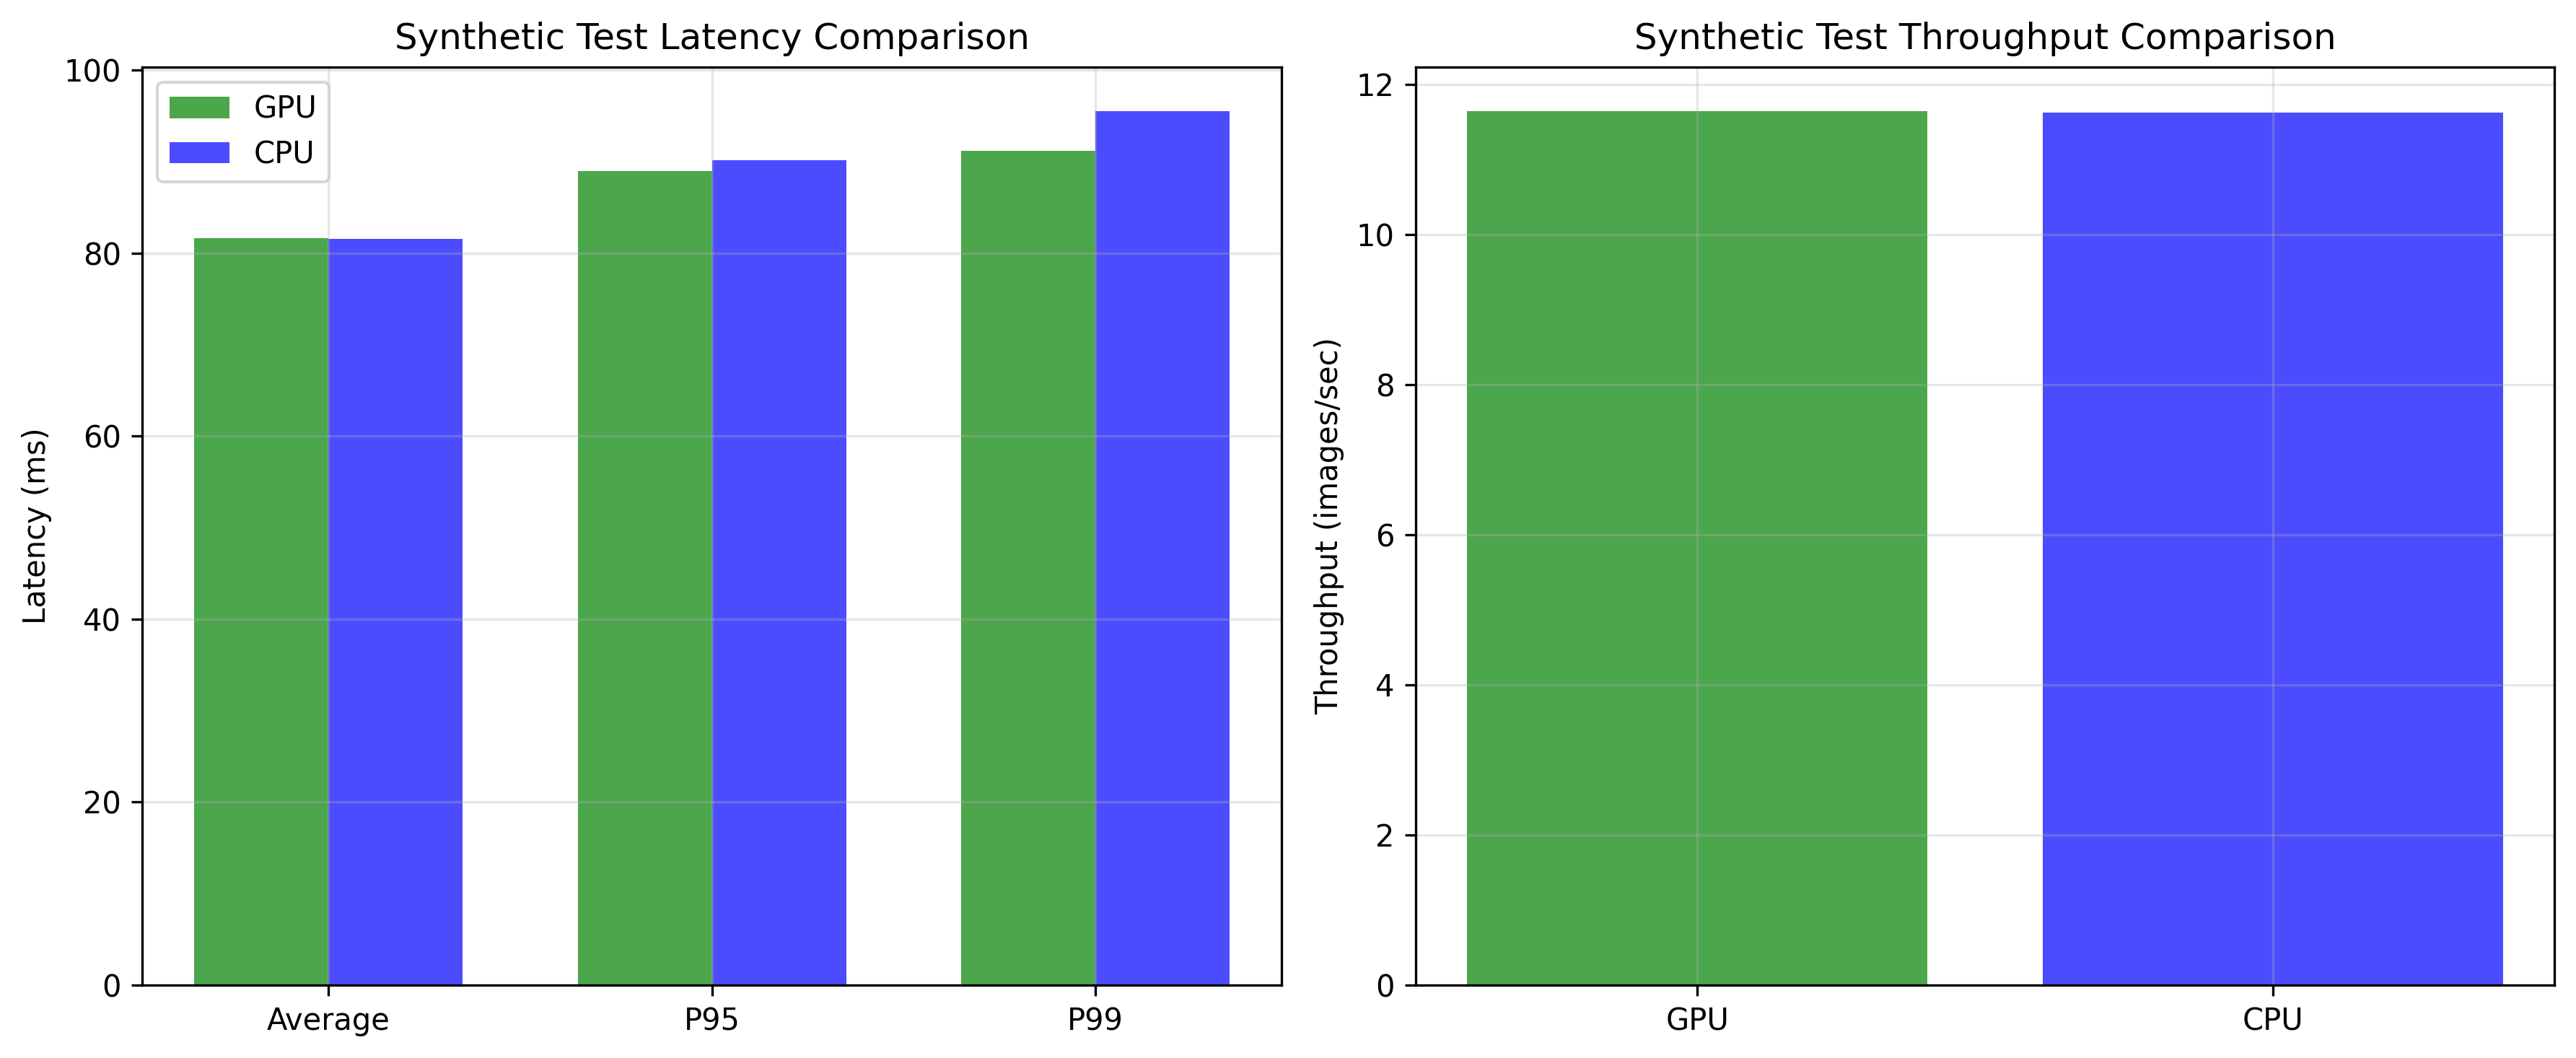 Synthetic Test Latency Comparison
Latency (ms)
100
80
60
40
20
0
GPU
CPU
Average P95 P99
Synthetic Test Throughput Comparison
Throughput (images/sec)
12
10
8
6
4
2
0
GPU CPU